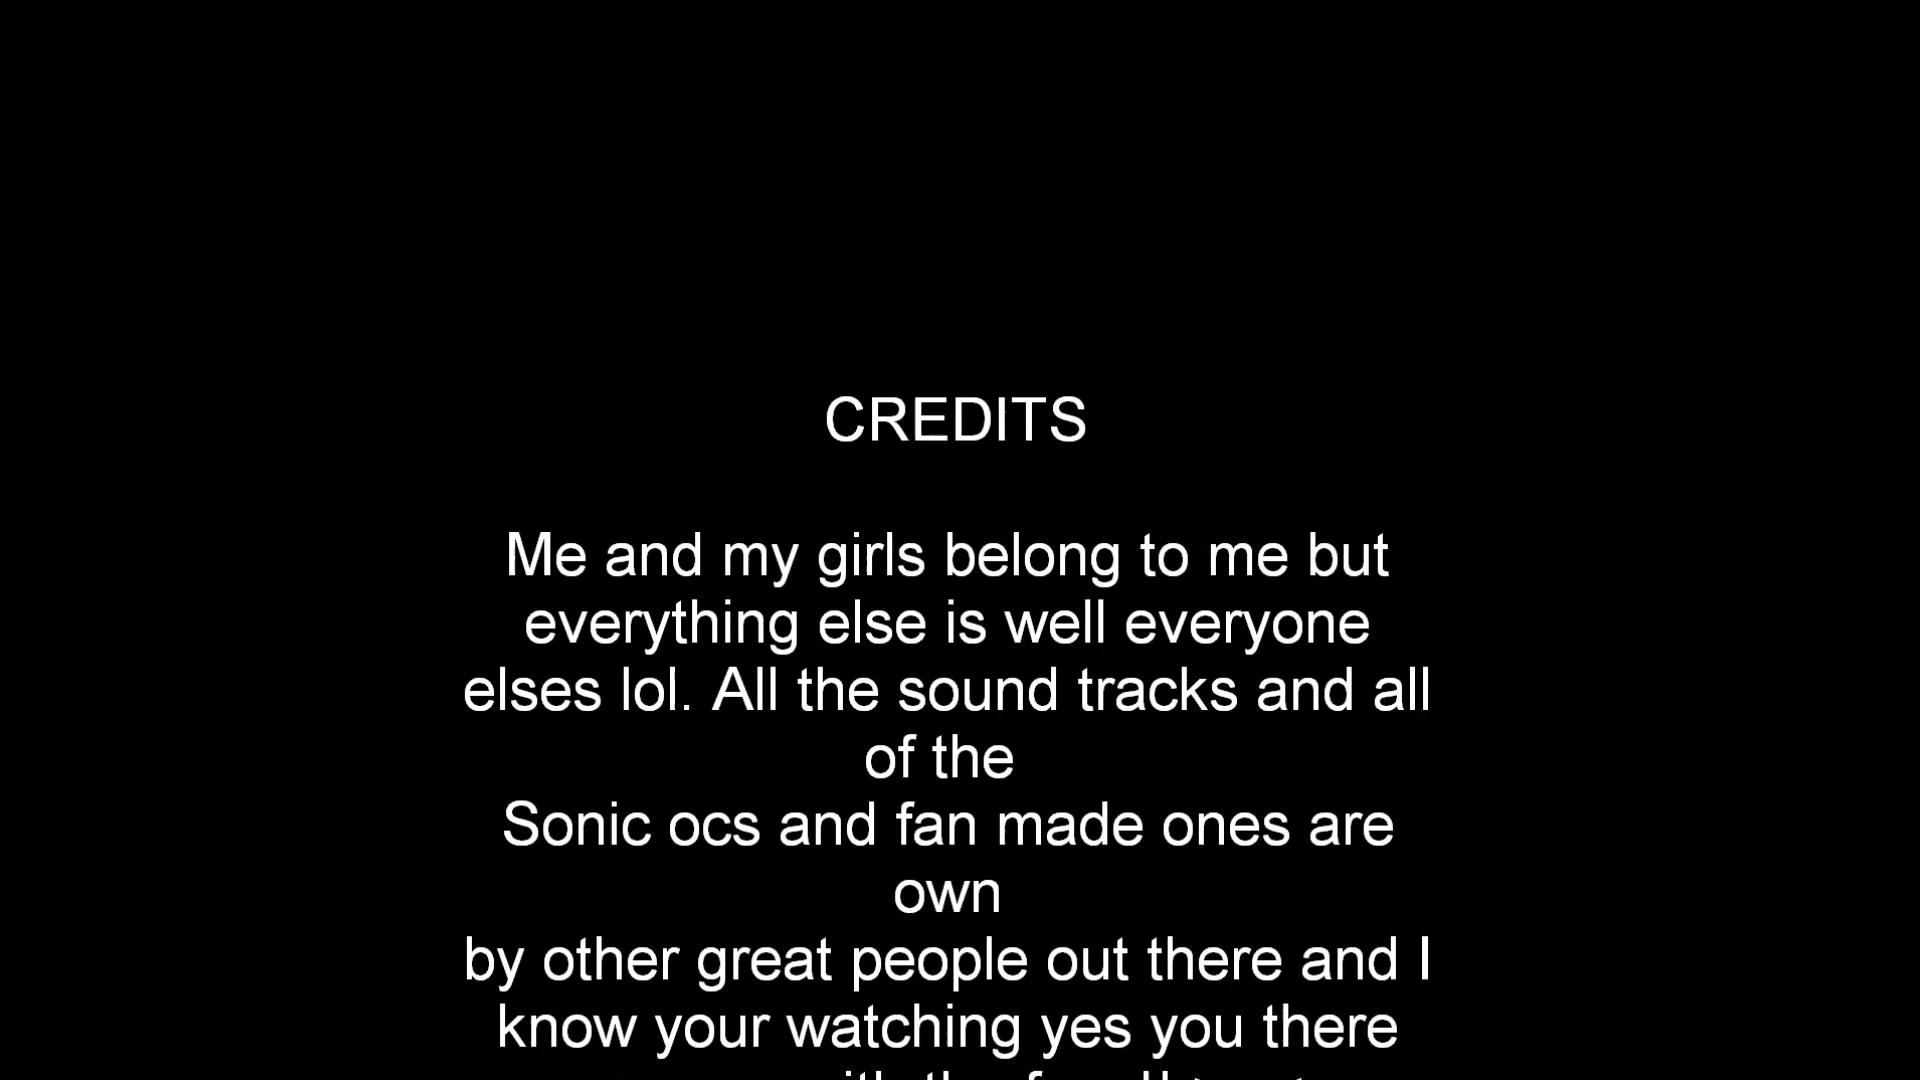 CREDITS
Me and my girls belong to me but
everything else is well everyone
elses lol. All the sound tracks and all
of the
Sonic ocs and fan made ones are
own
by other great people out there and I
know your watching yes you there